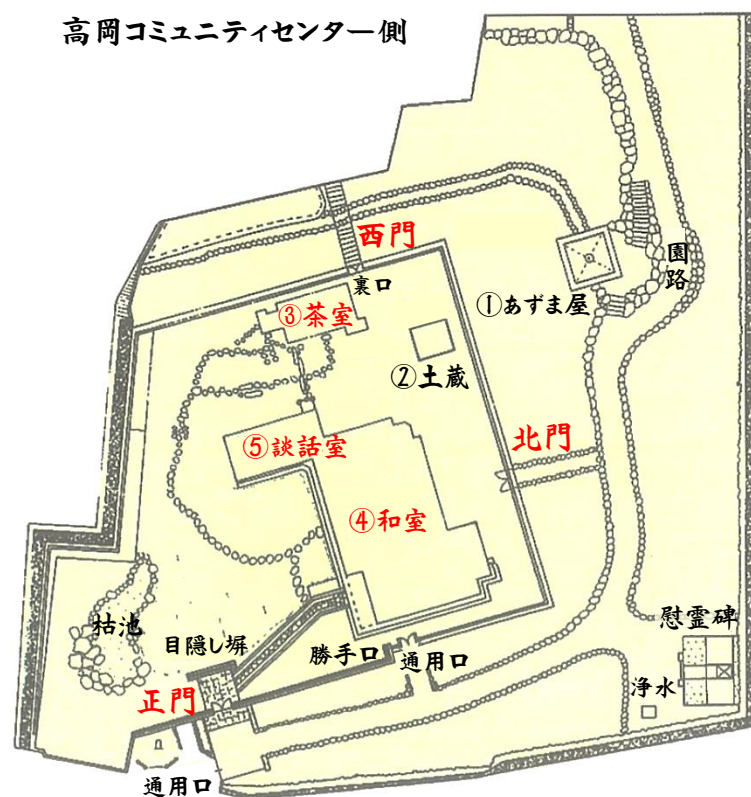 高岡コミュニティセンター側
西門
裏口
園
路
①あずま屋
③茶室
②土蔵
⑤談話室
北門
④和室
枯池
目隠し塀
勝手口
通用口
慰霊碑
浄水
正門
通用口